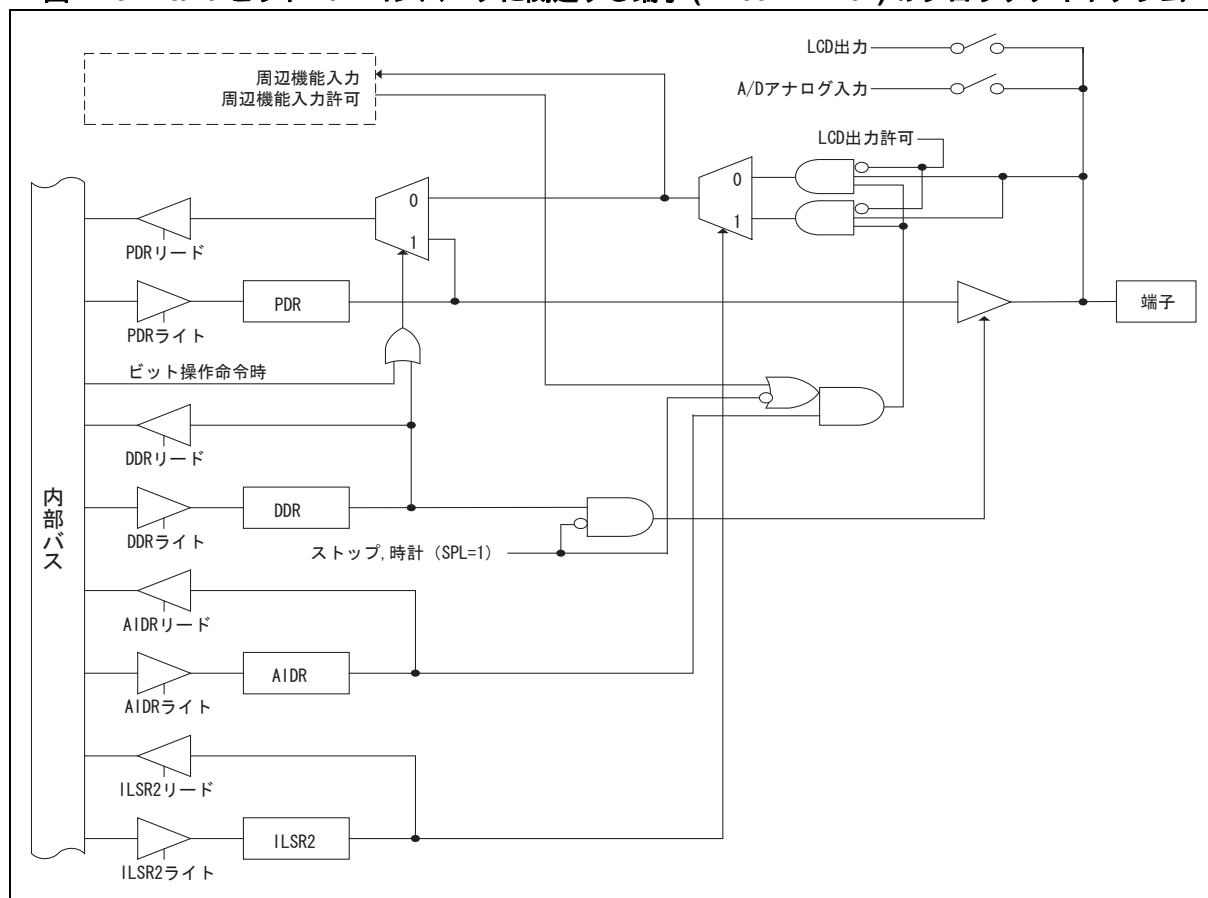 LCD出力
周辺機能入力
A/Dアナログ入力
周辺機能入力許可
LCD出力許可
0
0
1
1
PDRリード
PDR
端子
PDRライト
ビット操作命令時
DDRリード
内部バス
DDR
DDRライト
ストップ,時計 (SPL=1)
AIDRリード
AIDR
AIDRライト
ILSR2リード
ILSR2
ILSR2ライト